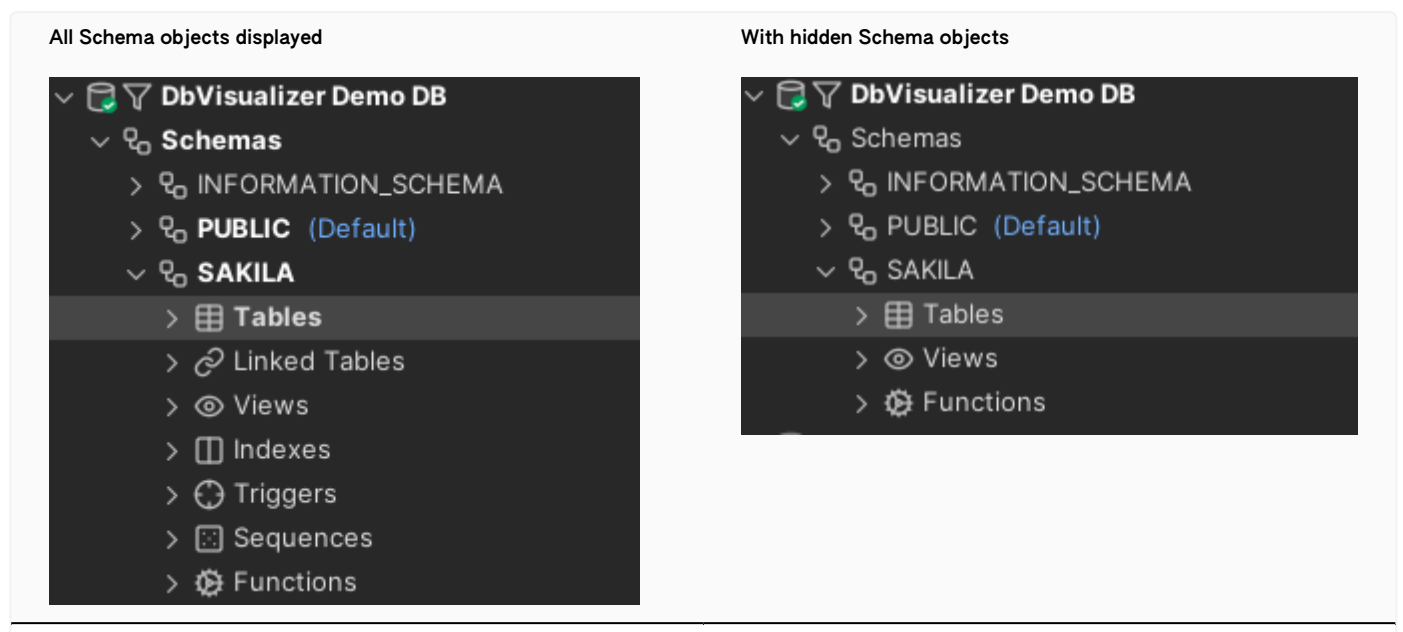 All Schema objects displayed
DbVisualizer Demo DB
Schemas
INFORMATION_SCHEMA
PUBLIC (Default)
SAKILA
Tables
Linked Tables
Views
Indexes
Triggers
Sequences
Functions
With hidden Schema objects
DbVisualizer Demo DB
Schemas
INFORMATION_SCHEMA
PUBLIC (Default)
SAKILA
Tables
Views
Functions